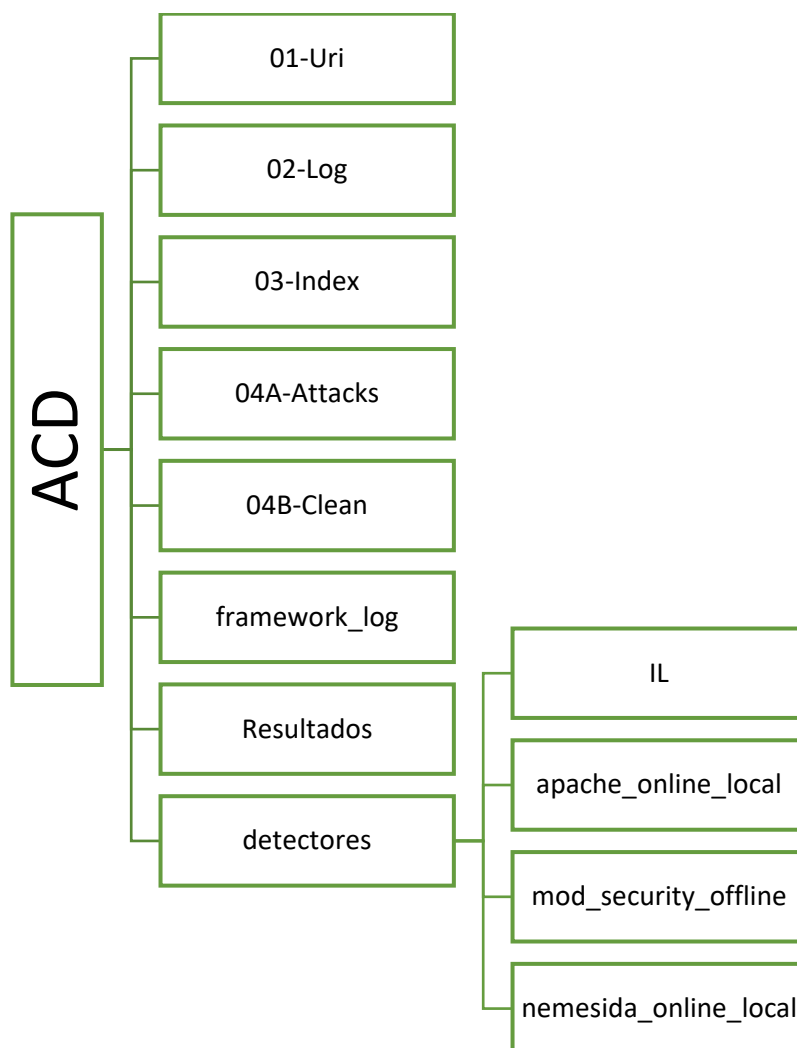 ACD
01-Uri
02-Log
03-Index
04A-Attacks
04B-Clean
framework_log
Resultados
detectores
IL
apache_online_local
mod_security_offline
nemesida_online_local